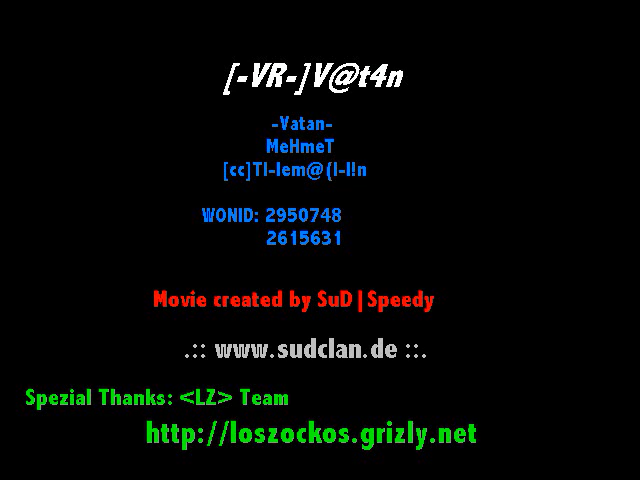 [-VR-]V@t4n
-Vatan-
MeHmeT
[cc]Tl-lem@(l-l!n
WONID: 2950748
2615631
Movie created by SuD|Speedy
.:: www.sudclan.de ::.
Spezial Thanks: <LZ> Team
http://loszockos.grizly.net